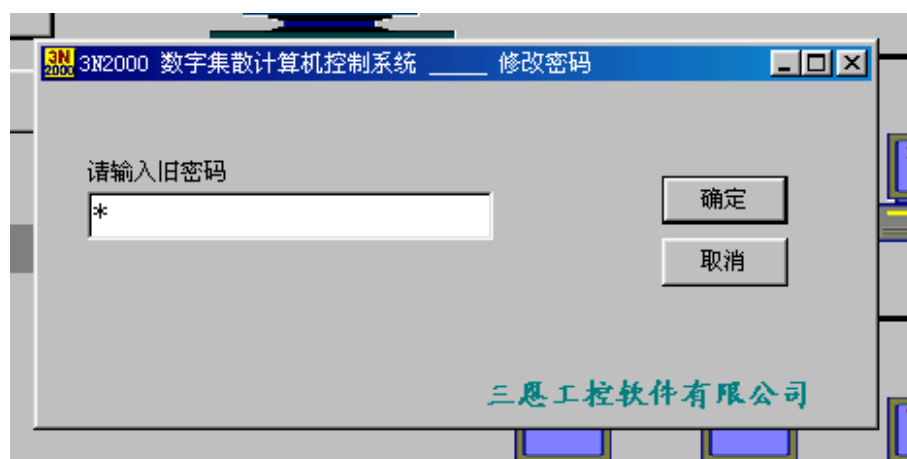 3N
2000
3N2000 数字集散计算机控制系统 _____ 修改密码
请输入旧密码
*
确定
取消
三恩工控软件有限公司